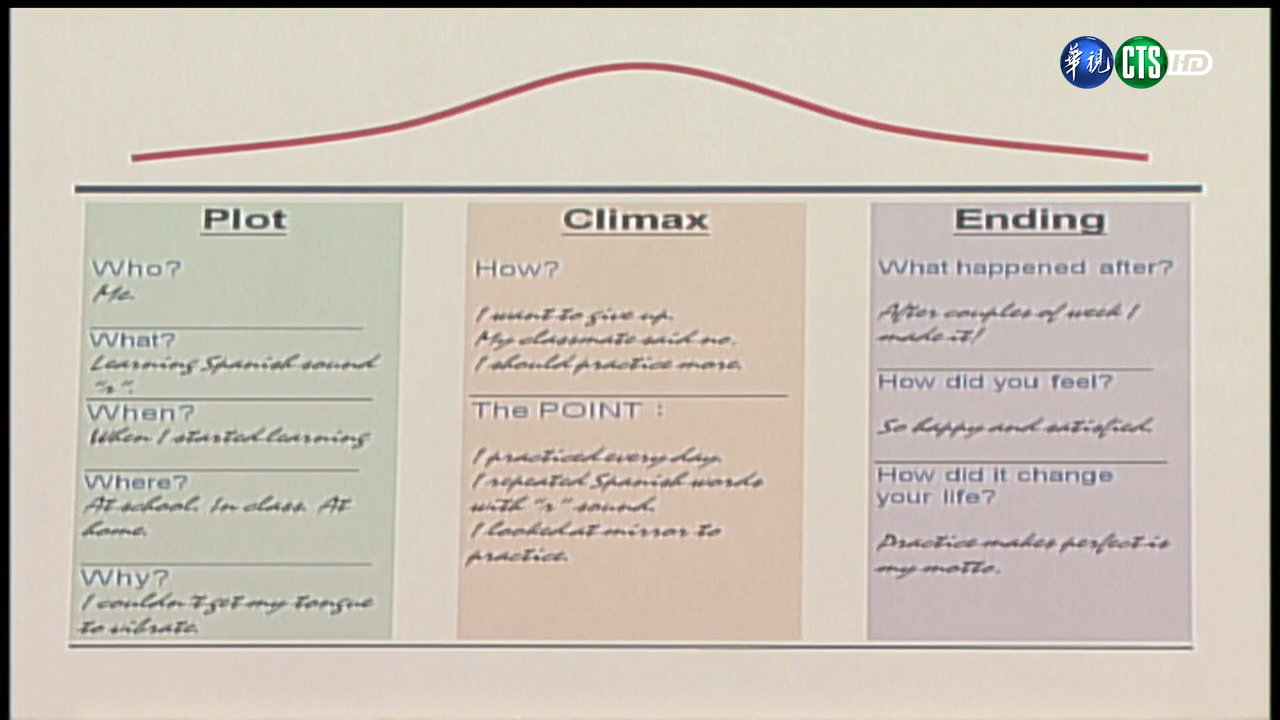 華視 CTS HD
Plot
Who?
Me.
What?
Learning Spanish sound
"r".
When?
When I started learning
Where?
At school. In class. At
home.
Why?
I couldn't get my tongue
to vibrate.
Climax
How?
I want to give up.
My classmate said no.
I should practice more.
The POINT :
I practiced every day.
I repeated Spanish words
with "r" sound.
I looked at mirror to
practice.
Ending
What happened after?
After couples of week I
made it!
How did you feel?
So happy and satisfied.
How did it change
your life?
Practice makes perfect is
my motto.